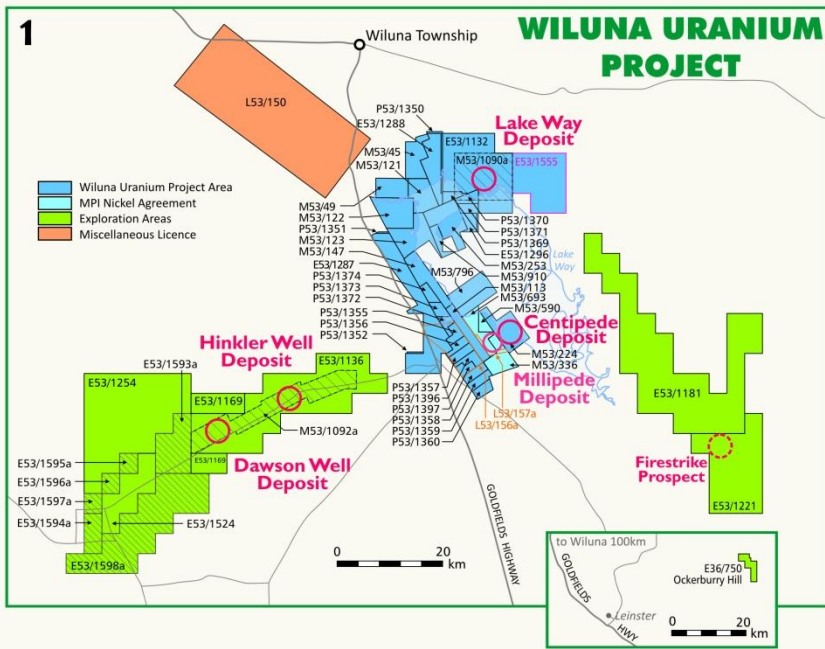 1
WILUNA URANIUM
PROJECT
Wiluna Township
L53/150
P53/1350
E53/1288
M53/45
M53/121
E53/1132
Lake Way
Deposit
M53/1090a
E53/1555
Wiluna Uranium Project Area
MPI Nickel Agreement
Exploration Areas
Miscellaneous Licence
M53/49
M53/122
P53/1351
M53/123
M53/147
E53/1287
P53/1374
P53/1373
P53/1372
P53/1355
P53/1356
P53/1352
P53/1370
P53/1371
P53/1369
E53/1296
M53/253
M53/910
M53/113
M53/693
M53/590
M53/796
Lake
Way
Centipede
Deposit
M53/224
M53/336
Millipede
Deposit
L53/157a
L53/156a
P53/1357
P53/1396
P53/1397
P53/1358
P53/1359
P53/1360
Hinkler Well
Deposit
E53/1593a
E53/1136
E53/1254
E53/1169
M53/1092a
E53/1169
Dawson Well
Deposit
E53/1595a
E53/1596a
E53/1597a
E53/1594a
E53/1524
E53/1598a
E53/1181
Firestrike
Prospect
E53/1221
GOLDFIELDS HIGHWAY
0 20
km
to Wiluna 100km
E36/750
Ockerburry Hill
GOLDFIELDS
HWY
Leinster
0 20
km